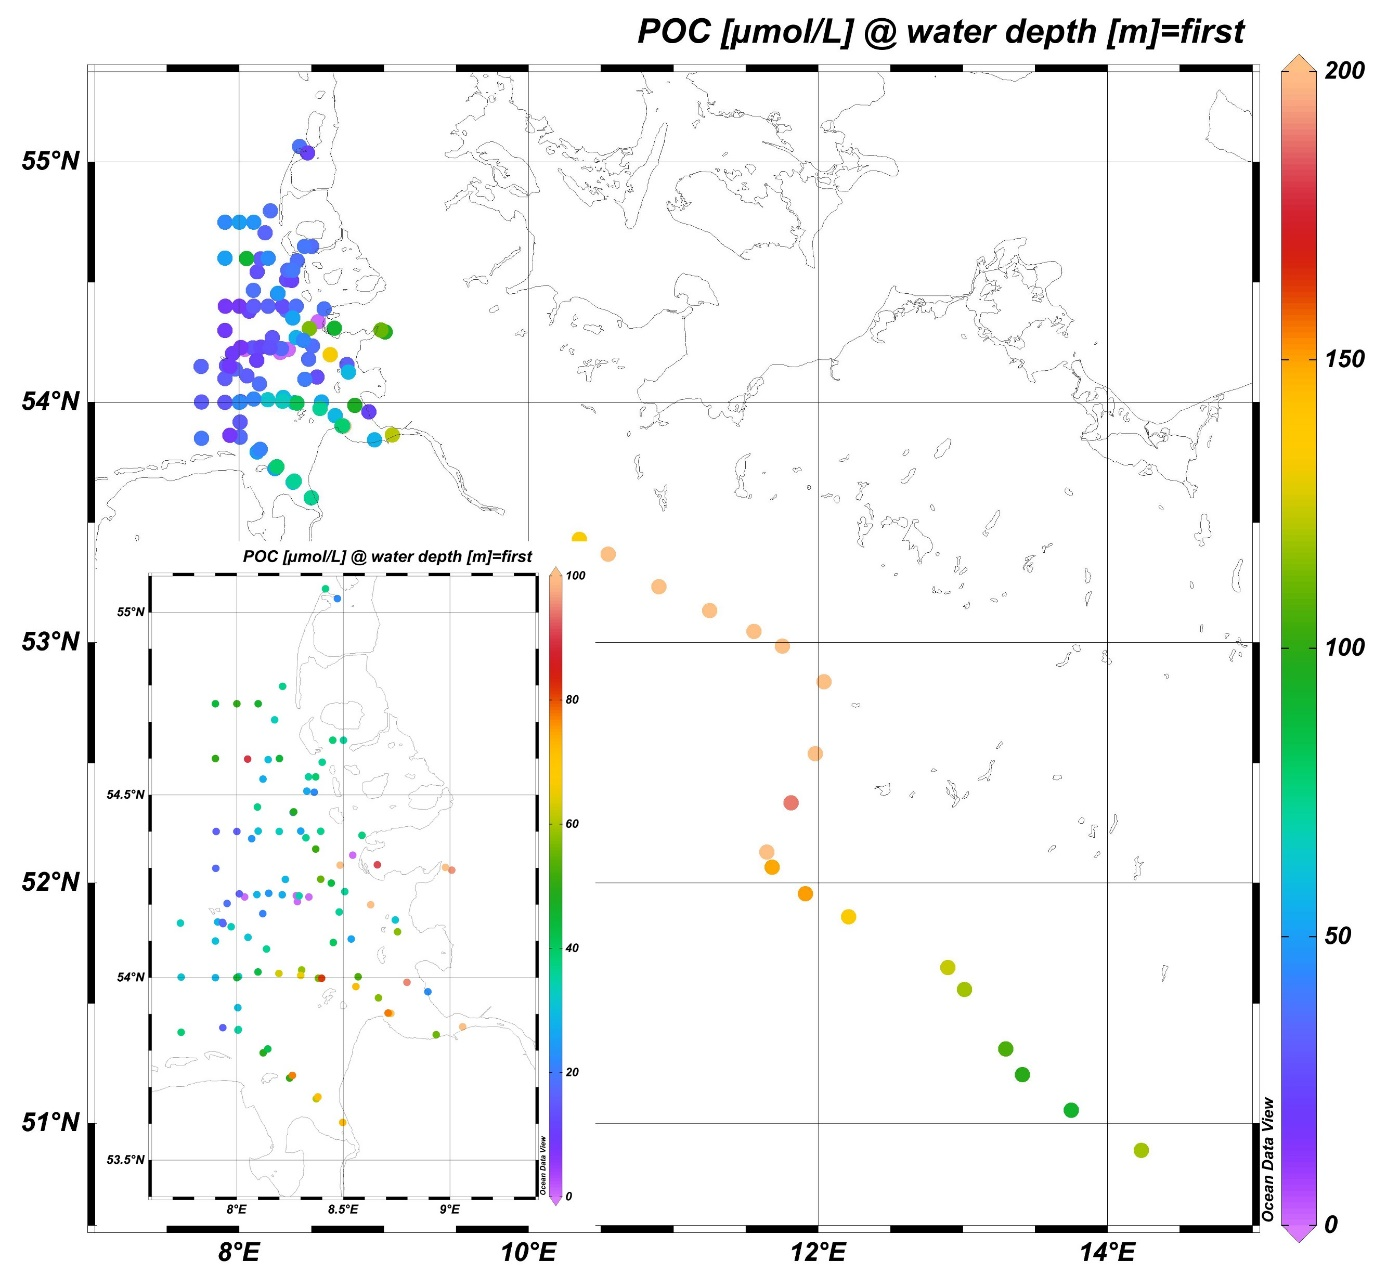 POC [µmol/L] @ water depth [m]=first
200
55°N
150
54°N
POC [µmol/L] @ water depth [m]=first
100
55°N
53°N
100
80
54.5°N
60
52°N
50
40
54°N
20
51°N
53.5°N
Ocean Data View
0
8°E
8.5°E
9°E
Ocean Data View
0
8°E
10°E
12°E
14°E